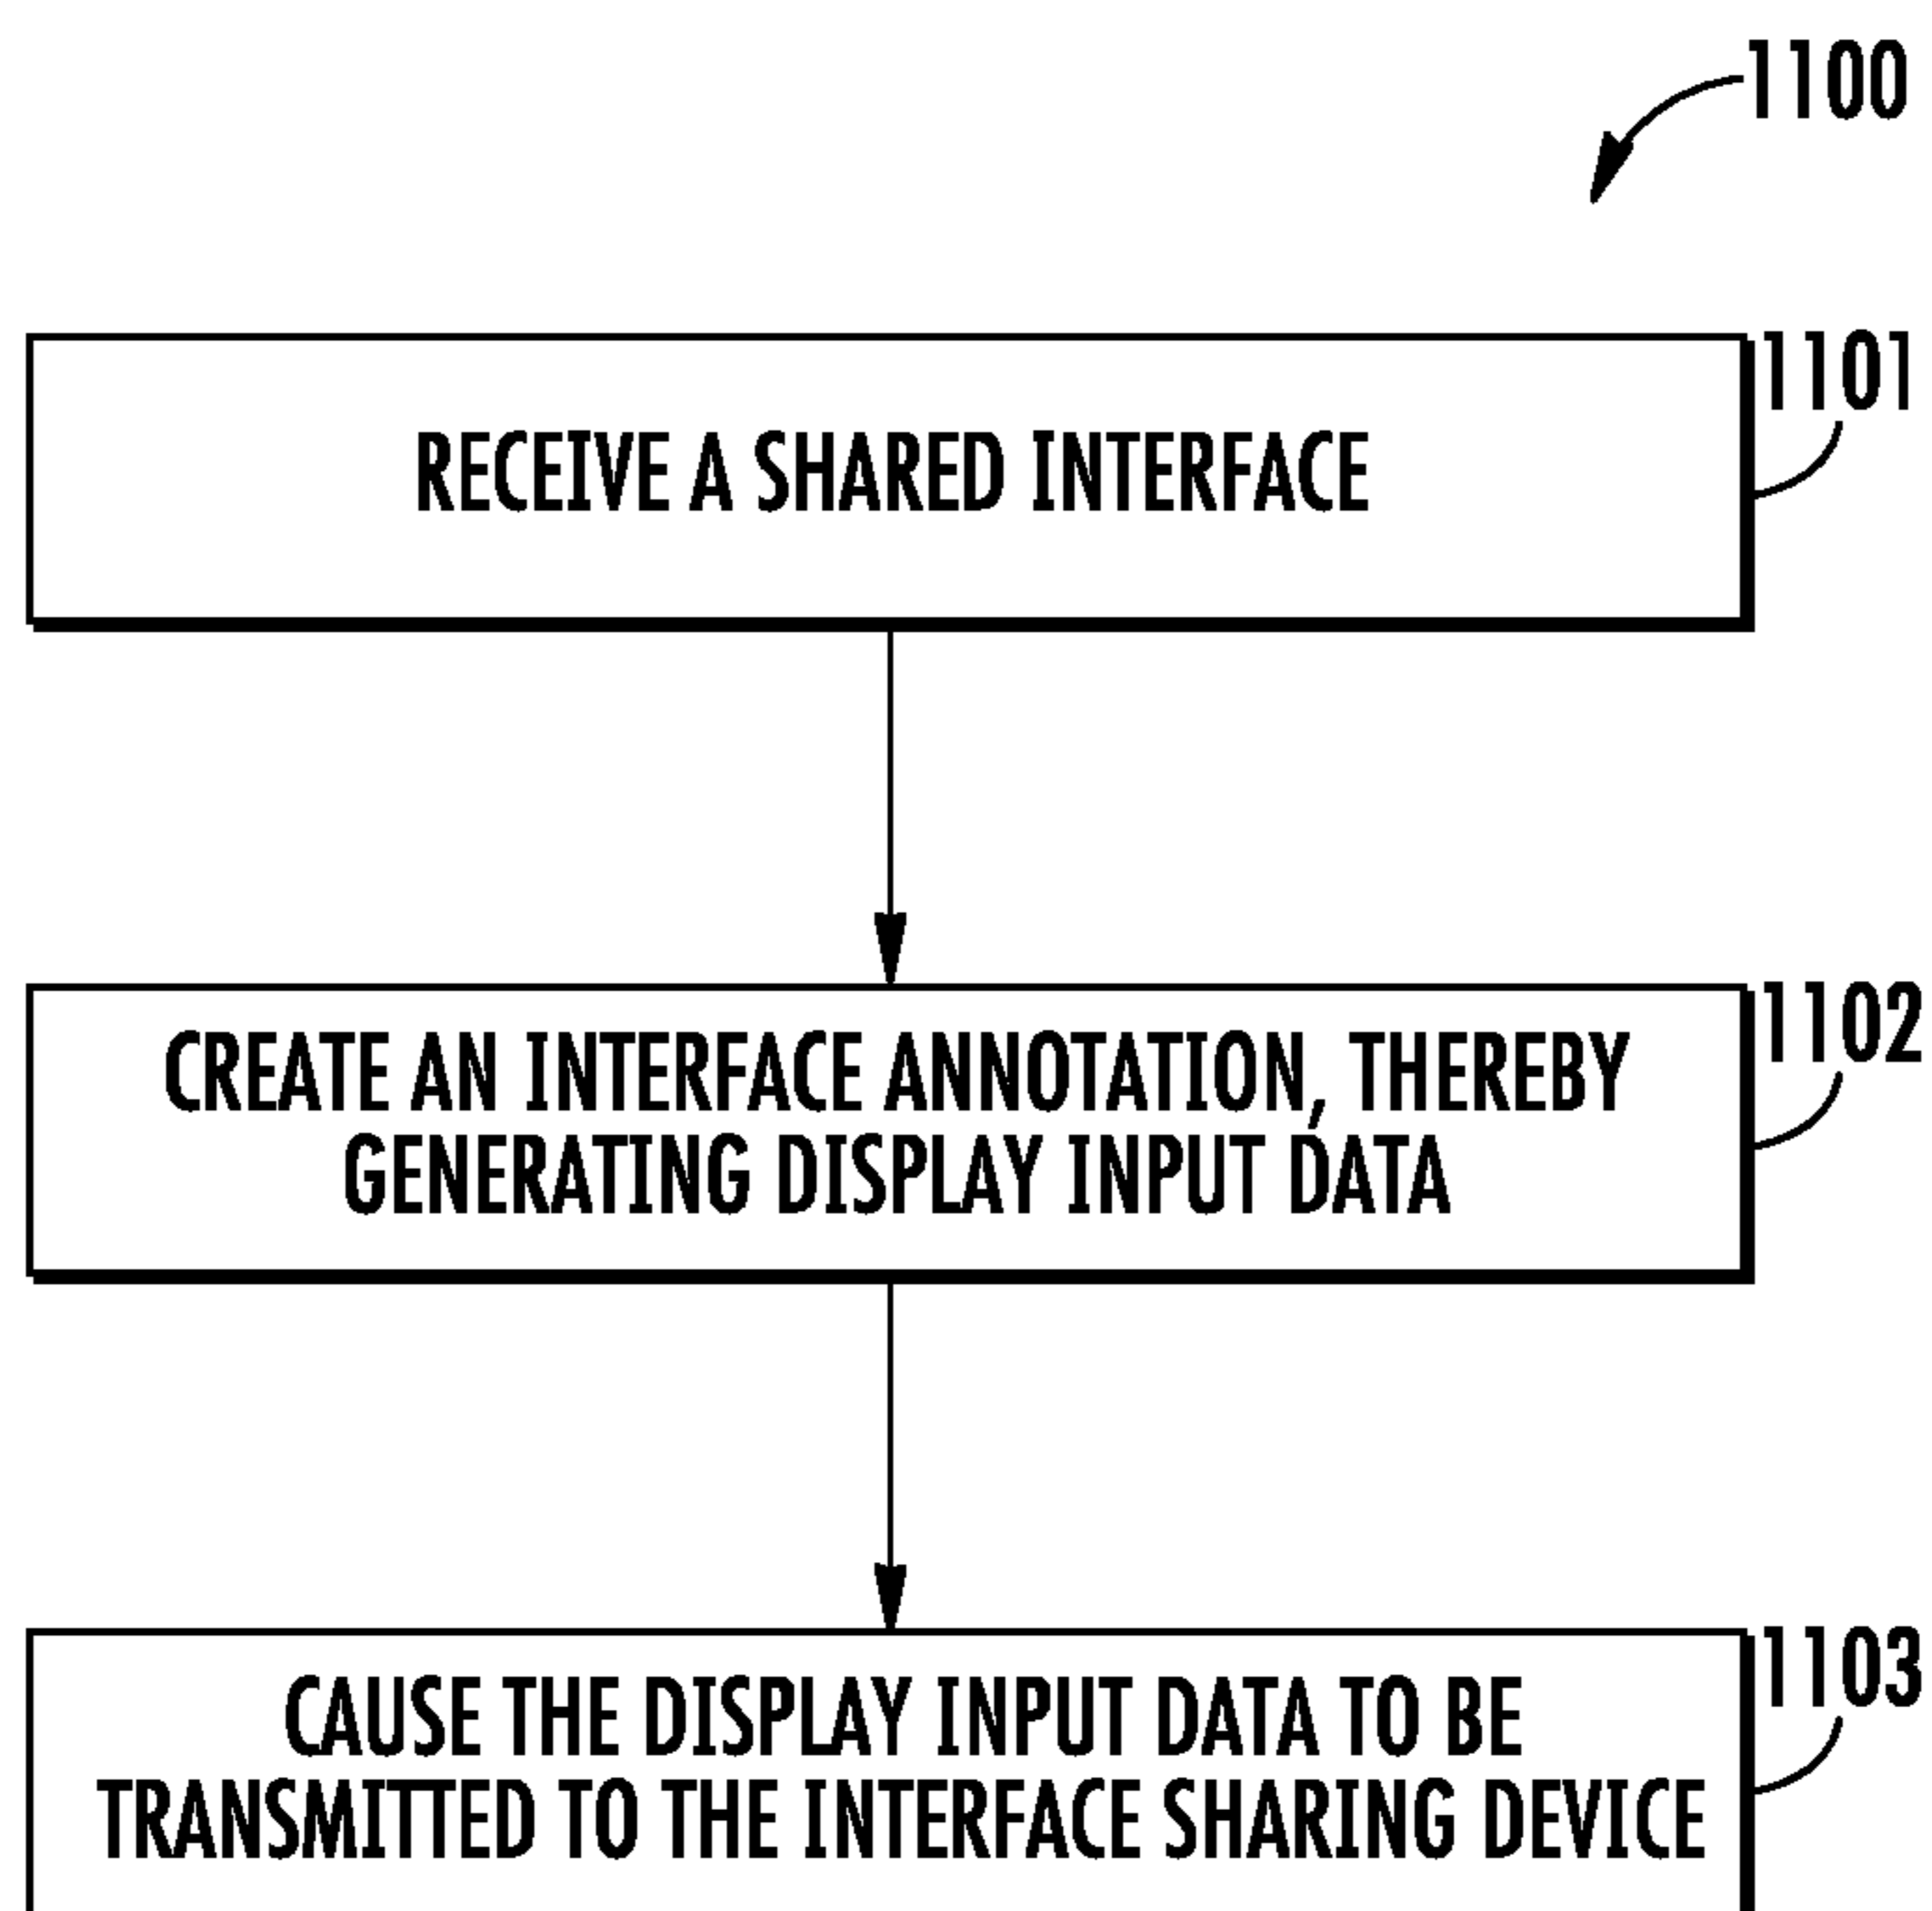 1100
1101
RECEIVE A SHARED INTERFACE
1102
CREATE AN INTERFACE ANNOTATION, THEREBY
GENERATING DISPLAY INPUT DATA
1103
CAUSE THE DISPLAY INPUT DATA TO BE
TRANSMITTED TO THE INTERFACE SHARING DEVICE